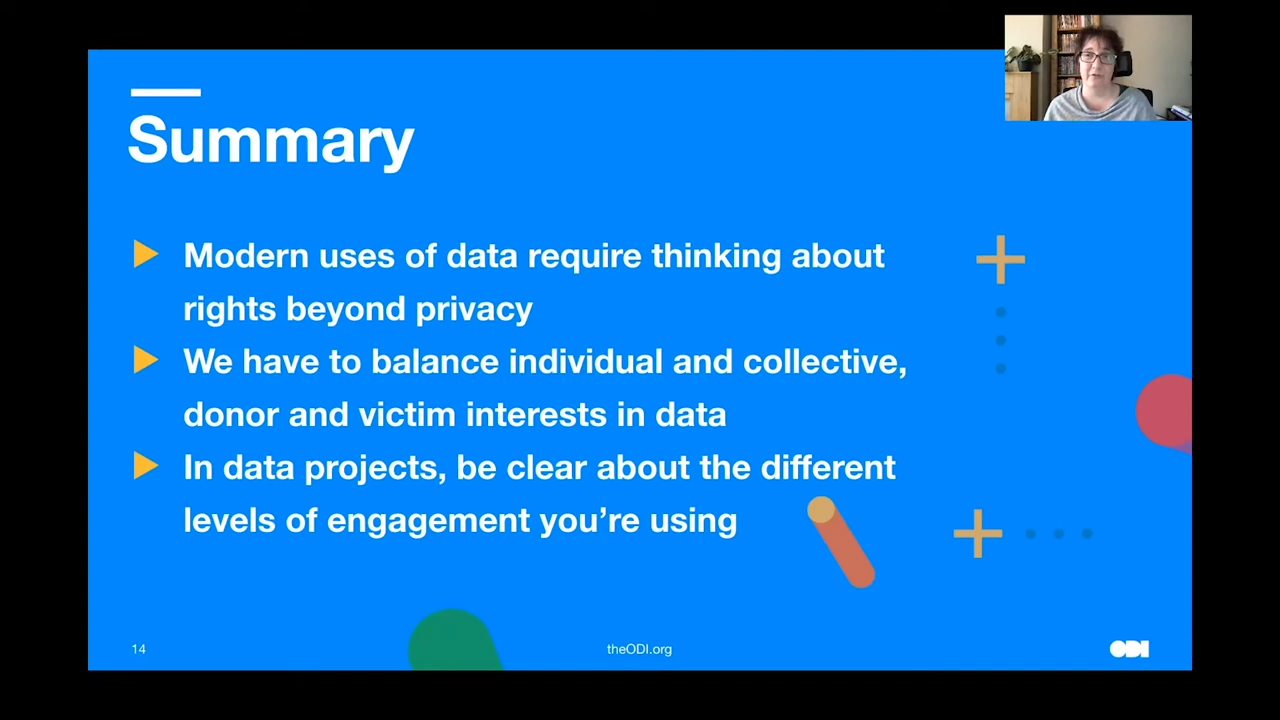 Summary
Modern uses of data require thinking about
rights beyond privacy
We have to balance individual and collective,
donor and victim interests in data
In data projects, be clear about the different
levels of engagement you're using
14
theODI.org
ODI